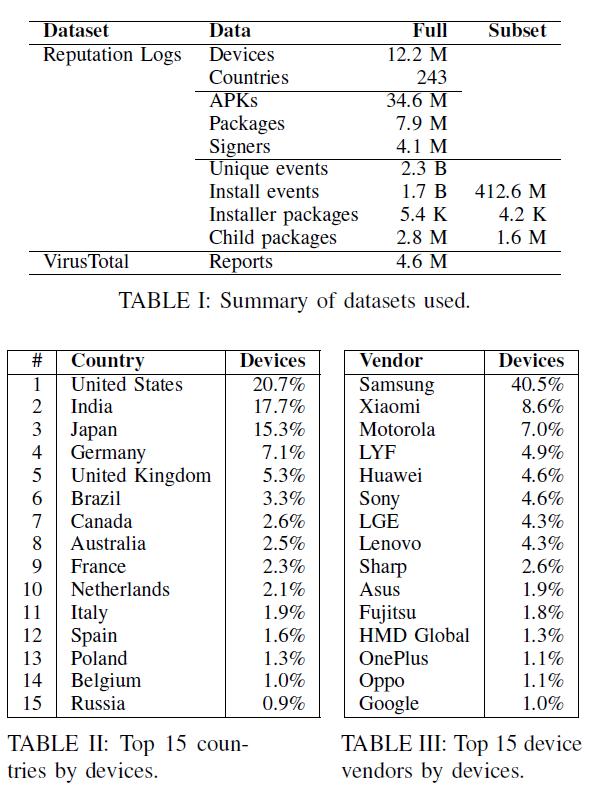 Dataset Data Full Subset
Reputation Logs Devices 12.2 M
Countries 243
APKs 34.6 M
Packages 7.9 M
Signers 4.1 M
Unique events 2.3 B
Install events 1.7 B 412.6 M
Installer packages 5.4 K 4.2 K
Child packages 2.8 M 1.6 M
VirusTotal Reports 4.6 M
TABLE I: Summary of datasets used.
# Country Devices
1 United States 20.7%
2 India 17.7%
3 Japan 15.3%
4 Germany 7.1%
5 United Kingdom 5.3%
6 Brazil 3.3%
7 Canada 2.6%
8 Australia 2.5%
9 France 2.3%
10 Netherlands 2.1%
11 Italy 1.9%
12 Spain 1.6%
13 Poland 1.3%
14 Belgium 1.0%
15 Russia 0.9%
TABLE II: Top 15 coun-
tries by devices.
Vendor Devices
Samsung 40.5%
Xiaomi 8.6%
Motorola 7.0%
LYF 4.9%
Huawei 4.6%
Sony 4.6%
LGE 4.3%
Lenovo 4.3%
Sharp 2.6%
Asus 1.9%
Fujitsu 1.8%
HMD Global 1.3%
OnePlus 1.1%
Oppo 1.1%
Google 1.0%
TABLE III: Top 15 device
vendors by devices.